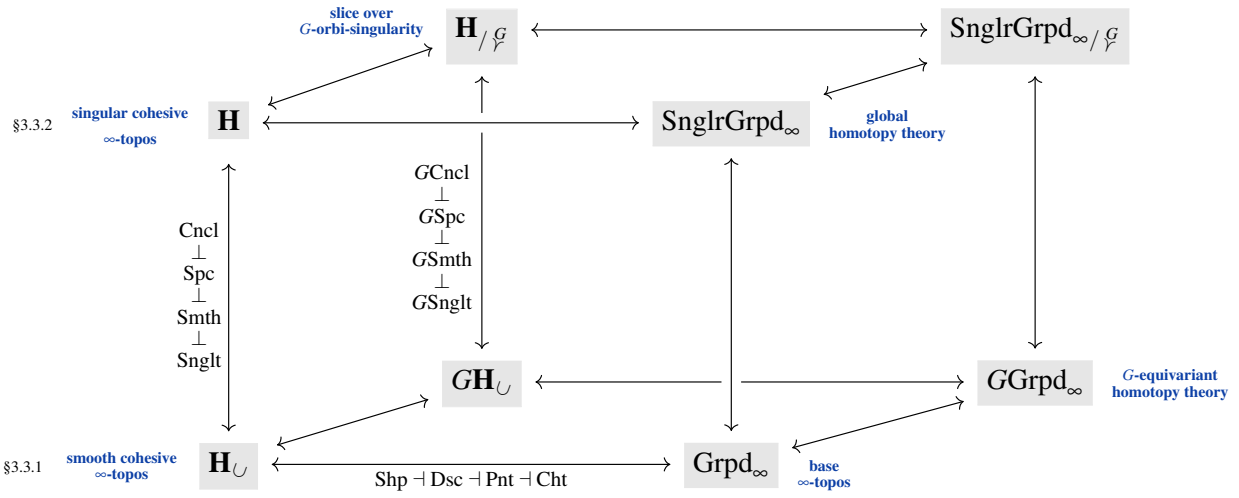 slice over
G-orbi-singularity
H/ G ℽ
SnglrGrpd∞/ G ℽ
§3.3.2
singular cohesive
∞-topos
H
SnglrGrpd∞
global
homotopy theory
Cncl
⊥
Spc
⊥
Smth
⊥
Snglt
GCncl
⊥
GSpc
⊥
GSmth
⊥
GSnglt
GH∪
GGrpd∞
G-equivariant
homotopy theory
§3.3.1
smooth cohesive
∞-topos
H∪
Shp ⊣ Dsc ⊣ Pnt ⊣ Cht
Grpd∞
base
∞-topos